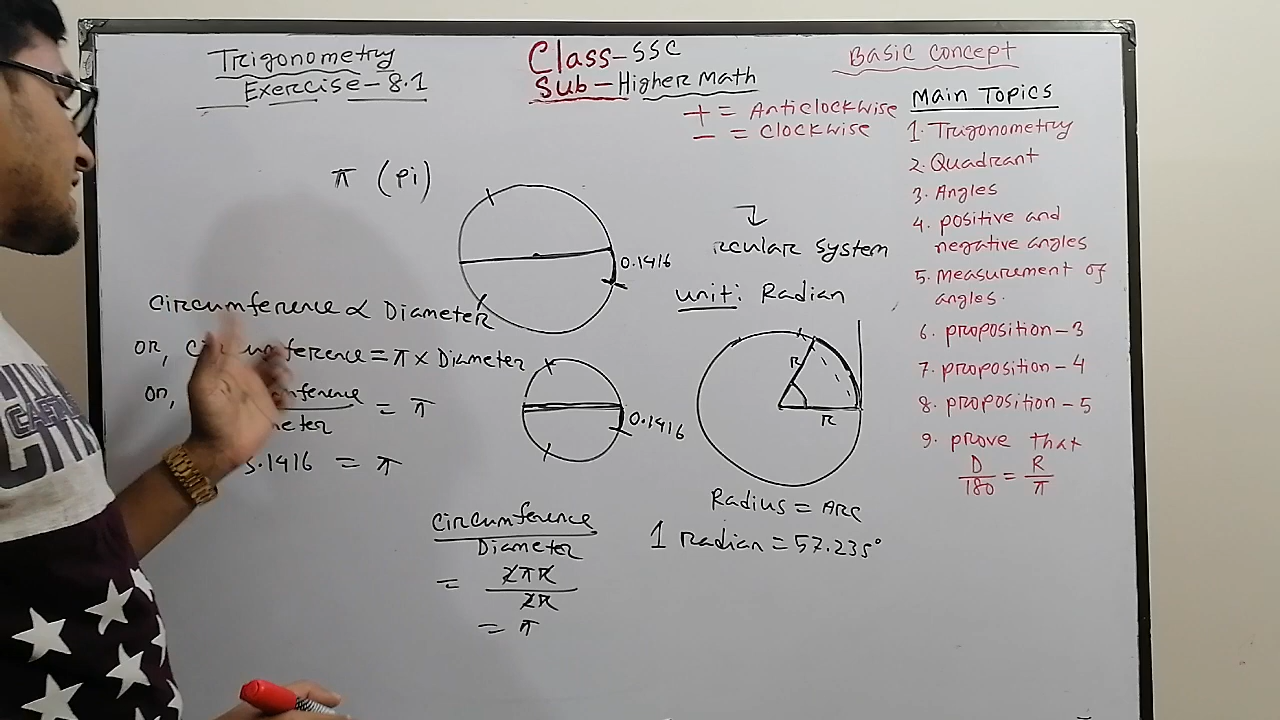 Trigonometry
Exercise - 8.1
Class - SSC
Sub - Higher Math
Basic Concept
+ = Anticlockwise
- = Clockwise
Main Topics
1. Trigonometry
2. Quadrant
3. Angles
4. positive and
negative angles
5. Measurement of
angles.
6. proposition - 3
7. proposition - 4
8. proposition - 5
9. prove that
D/180 = R/π
π (pi)
0.1416
Circumference ∝ Diameter
or, Circumference = π × Diameter
or, = π
3.1416 = π
0.1416
Circumference/Diameter
= 2πr/2r
= π
rcular System
unit: Radian
R
R
Radius = Arc
1 radian = 57.235°